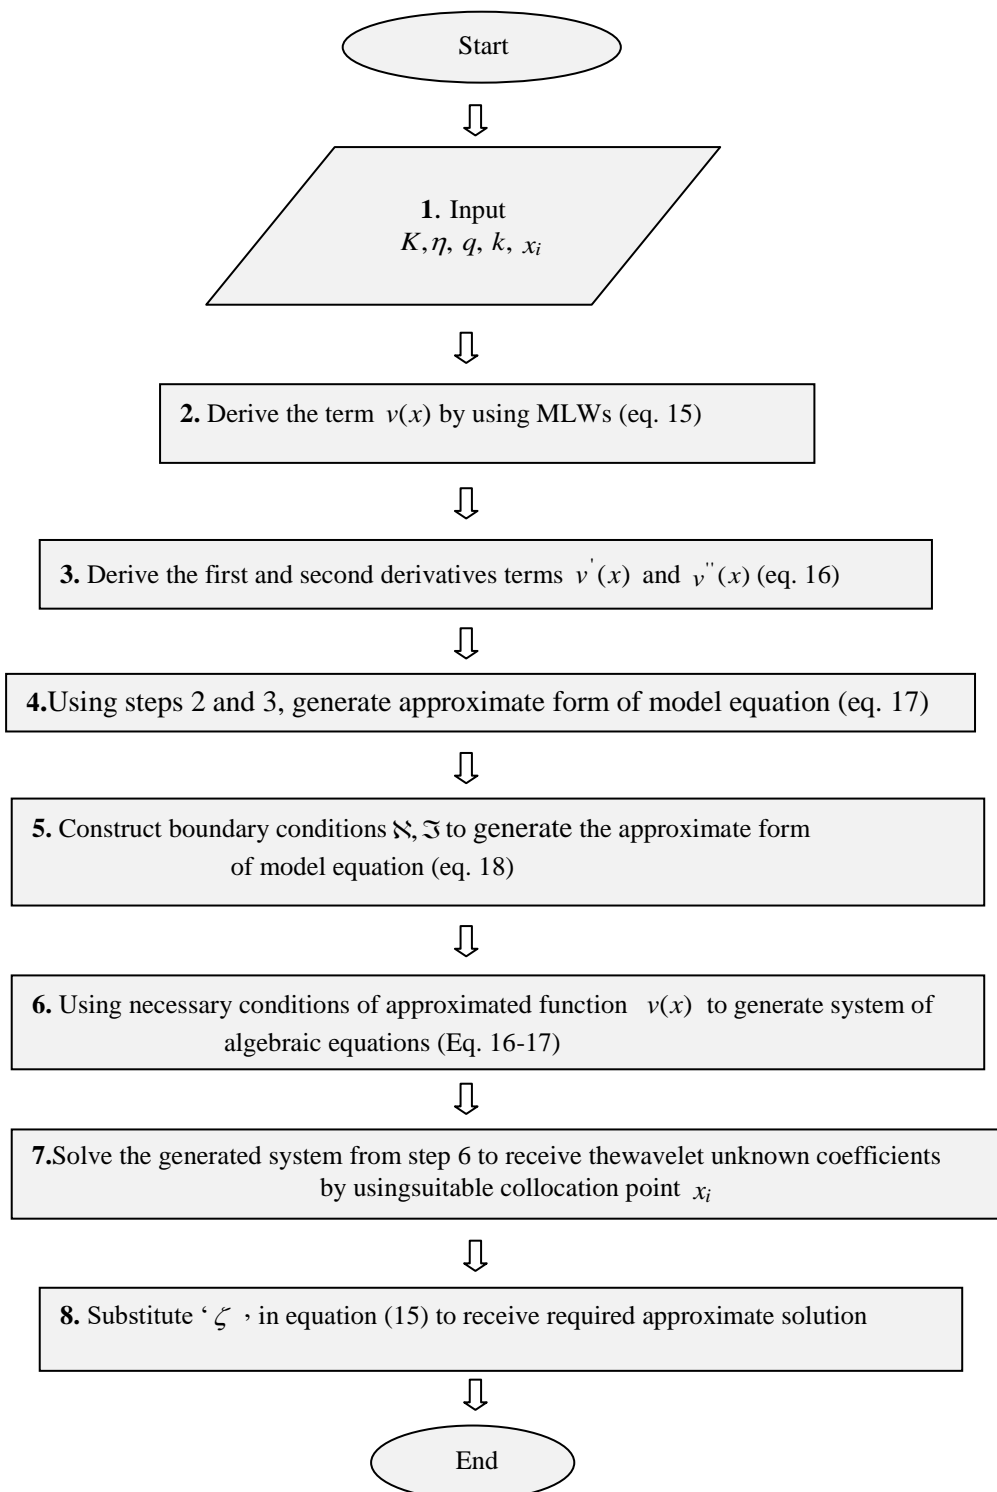 Start
1. Input
K, η, q, k, xi
2. Derive the term v(x) by using MLWs (eq. 15)
3. Derive the first and second derivatives terms v'(x) and v''(x) (eq. 16)
4.Using steps 2 and 3, generate approximate form of model equation (eq. 17)
5. Construct boundary conditions ℵ, ℑ to generate the approximate form
of model equation (eq. 18)
6. Using necessary conditions of approximated function v(x) to generate system of
algebraic equations (Eq. 16-17)
7.Solve the generated system from step 6 to receive thewavelet unknown coefficients
by usingsuitable collocation point xi
8. Substitute ‘ ζ ’ in equation (15) to receive required approximate solution
End